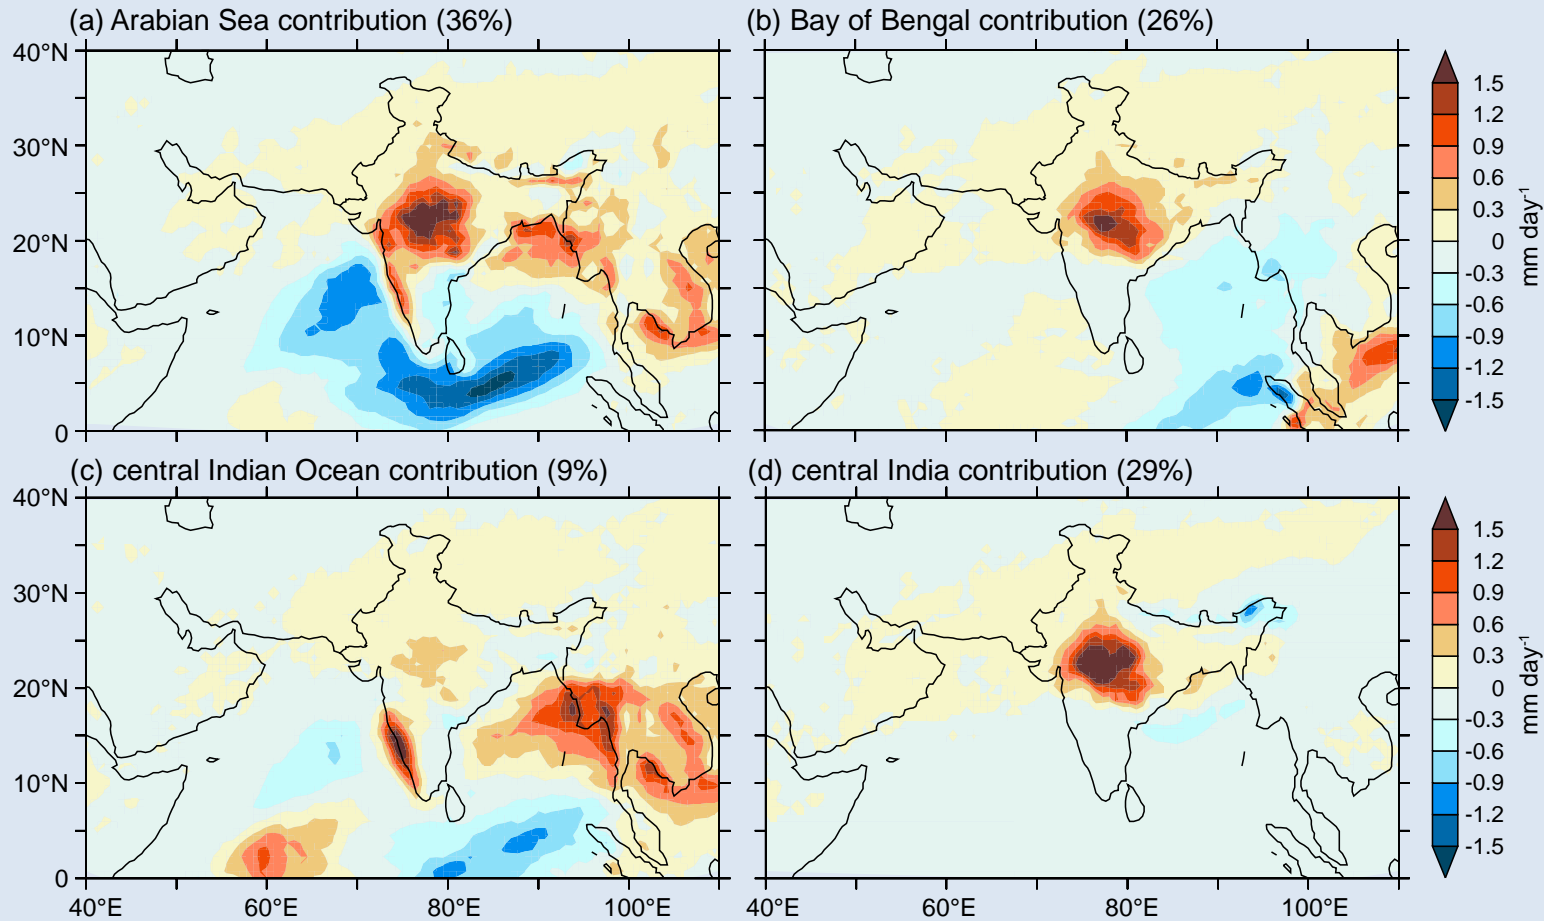 (a) Arabian Sea contribution (36%)
(b) Bay of Bengal contribution (26%)
40°N
30°N
20°N
10°N
0
1.5
1.2
0.9
0.6
0.3
0
-0.3
-0.6
-0.9
-1.2
-1.5
mm day-1
(c) central Indian Ocean contribution (9%)
(d) central India contribution (29%)
40°N
30°N
20°N
10°N
0
40°E
60°E
80°E
100°E
40°E
60°E
80°E
100°E
1.5
1.2
0.9
0.6
0.3
0
-0.3
-0.6
-0.9
-1.2
-1.5
mm day-1